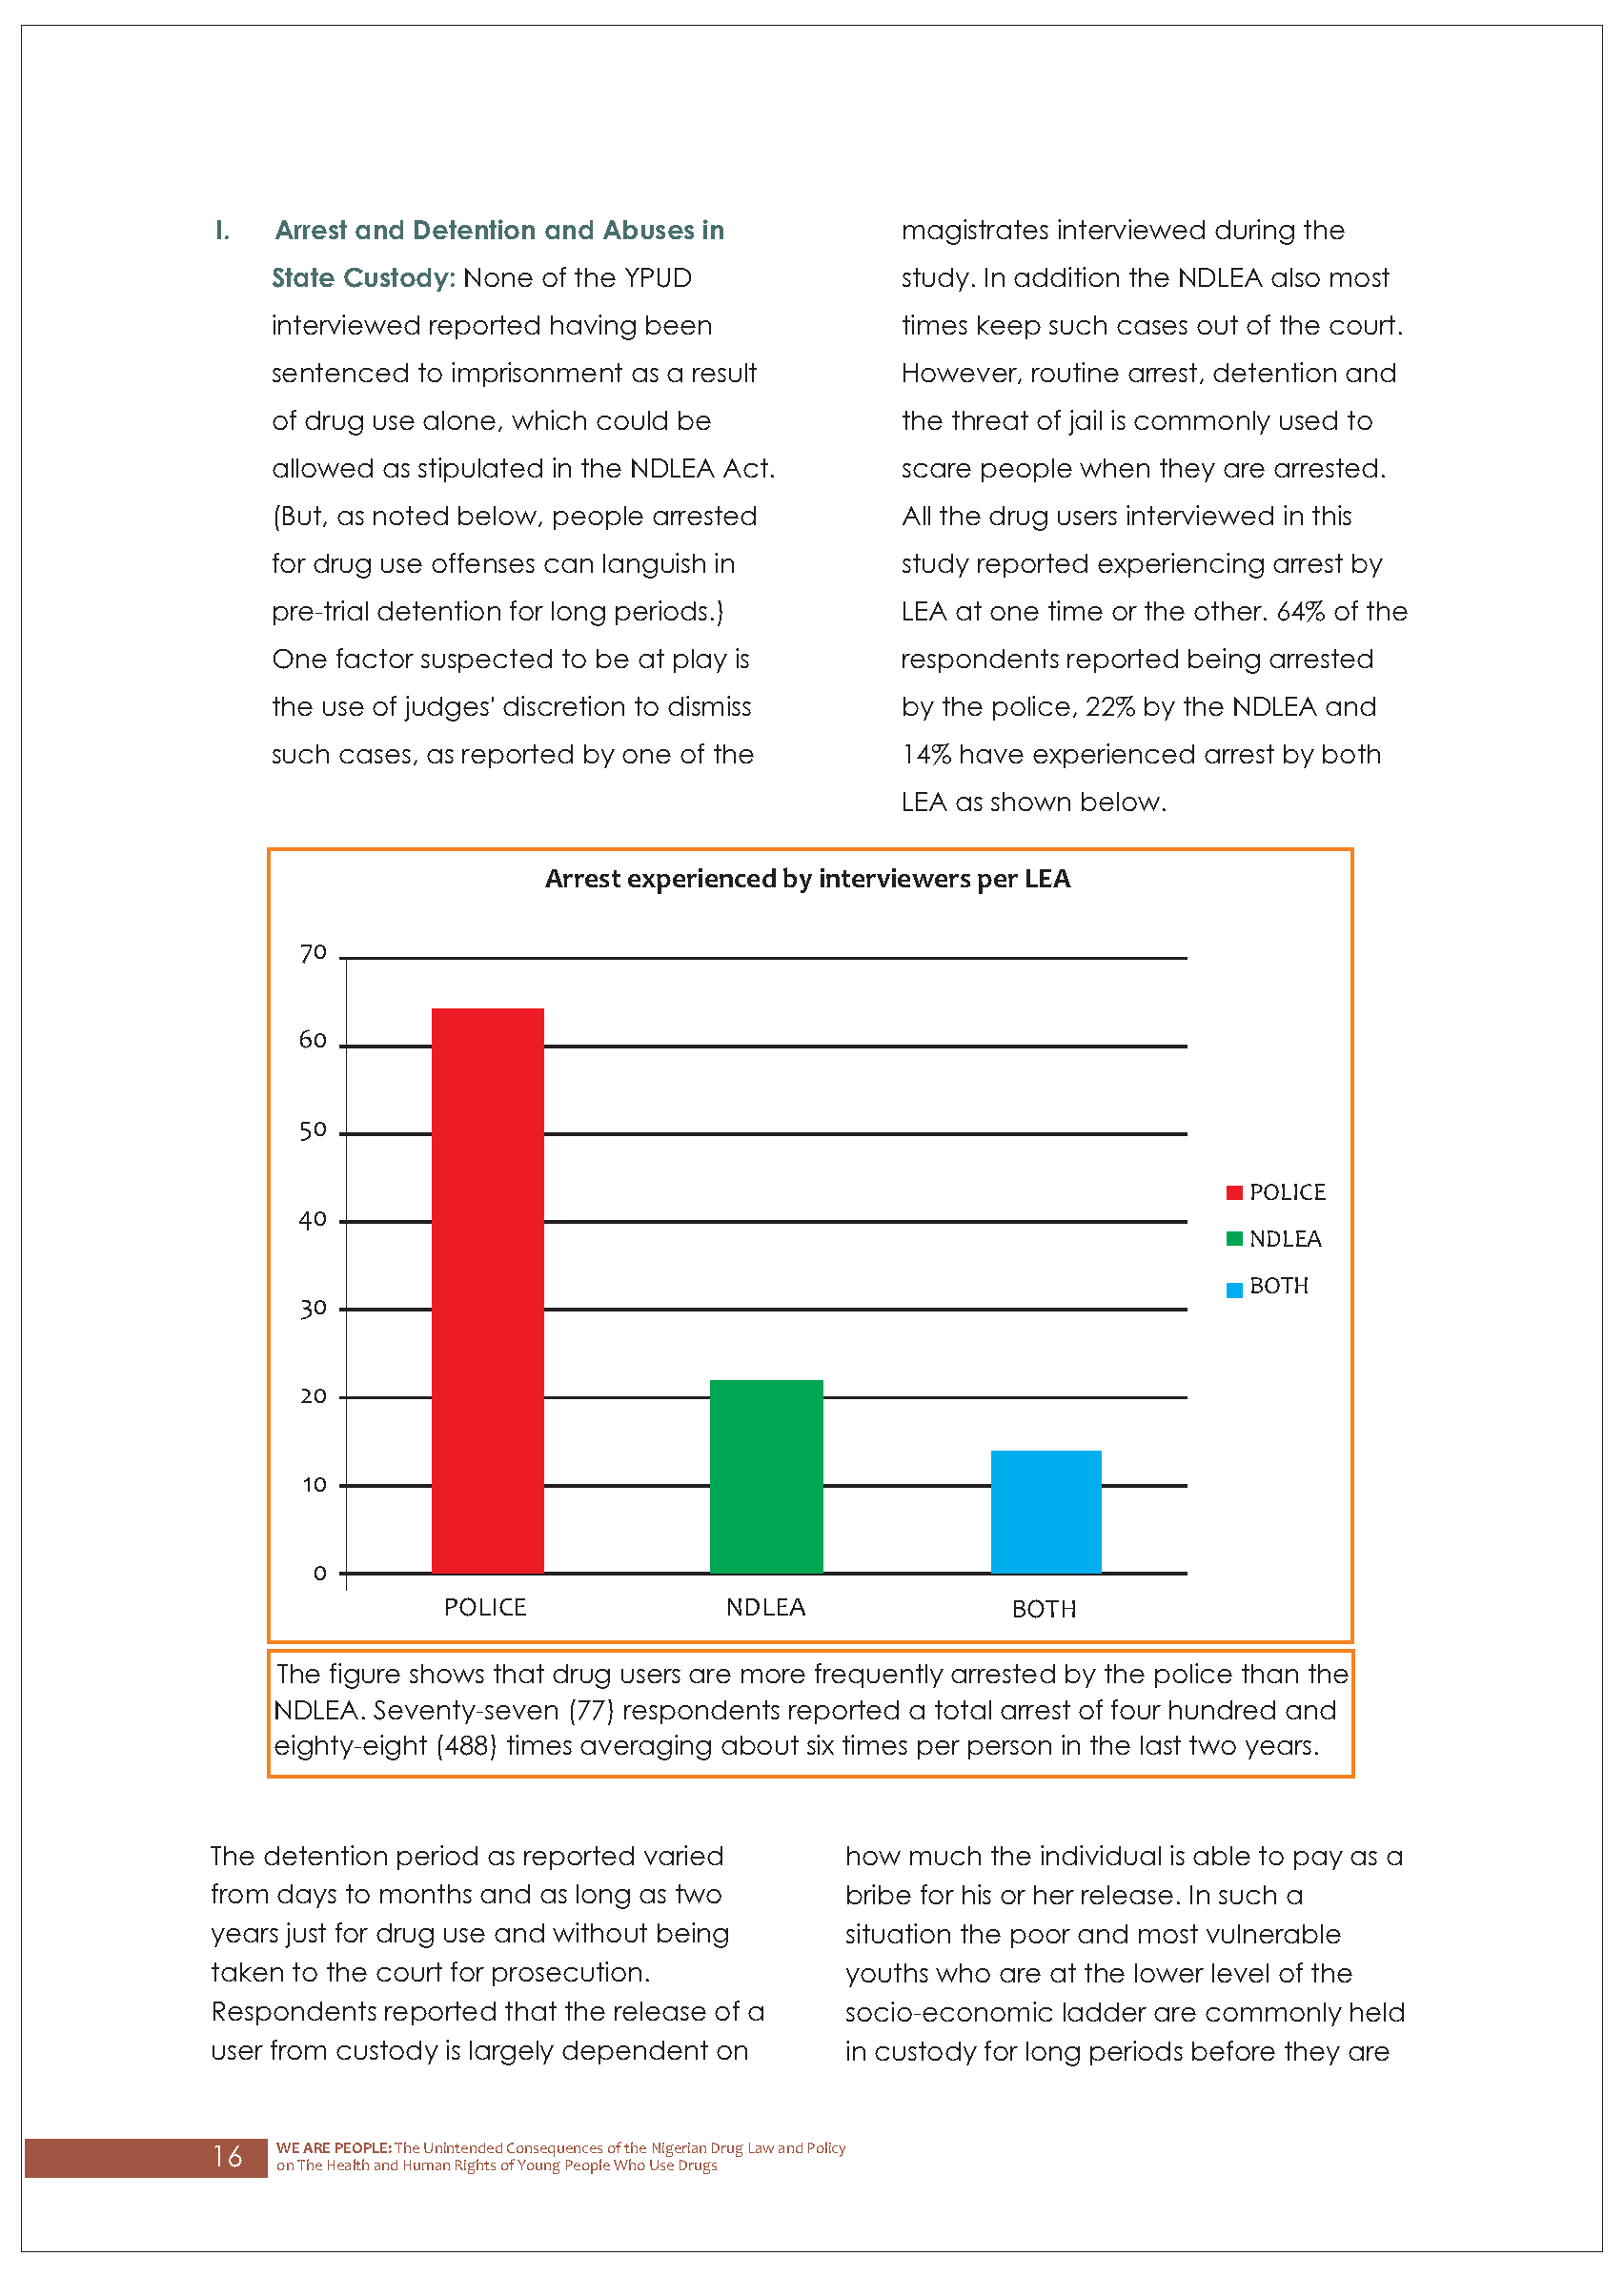 I. Arrest and Detention and Abuses in
State Custody: None of the YPUD
interviewed reported having been
sentenced to imprisonment as a result
of drug use alone, which could be
allowed as stipulated in the NDLEA Act.
(But, as noted below, people arrested
for drug use offenses can languish in
pre-trial detention for long periods.)
One factor suspected to be at play is
the use of judges' discretion to dismiss
such cases, as reported by one of the
magistrates interviewed during the
study. In addition the NDLEA also most
times keep such cases out of the court.
However, routine arrest, detention and
the threat of jail is commonly used to
scare people when they are arrested.
All the drug users interviewed in this
study reported experiencing arrest by
LEA at one time or the other. 64% of the
respondents reported being arrested
by the police, 22% by the NDLEA and
14% have experienced arrest by both
LEA as shown below.
Arrest experienced by interviewers per LEA
70
60
50
40
30
20
10
0
POLICE
NDLEA
BOTH
POLICE
NDLEA
BOTH
The figure shows that drug users are more frequently arrested by the police than the
NDLEA. Seventy-seven (77) respondents reported a total arrest of four hundred and
eighty-eight (488) times averaging about six times per person in the last two years.
The detention period as reported varied
from days to months and as long as two
years just for drug use and without being
taken to the court for prosecution.
Respondents reported that the release of a
user from custody is largely dependent on
how much the individual is able to pay as a
bribe for his or her release. In such a
situation the poor and most vulnerable
youths who are at the lower level of the
socio-economic ladder are commonly held
in custody for long periods before they are
16
WE ARE PEOPLE: The Unintended Consequences of the Nigerian Drug Law and Policy
on The Health and Human Rights of Young People Who Use Drugs